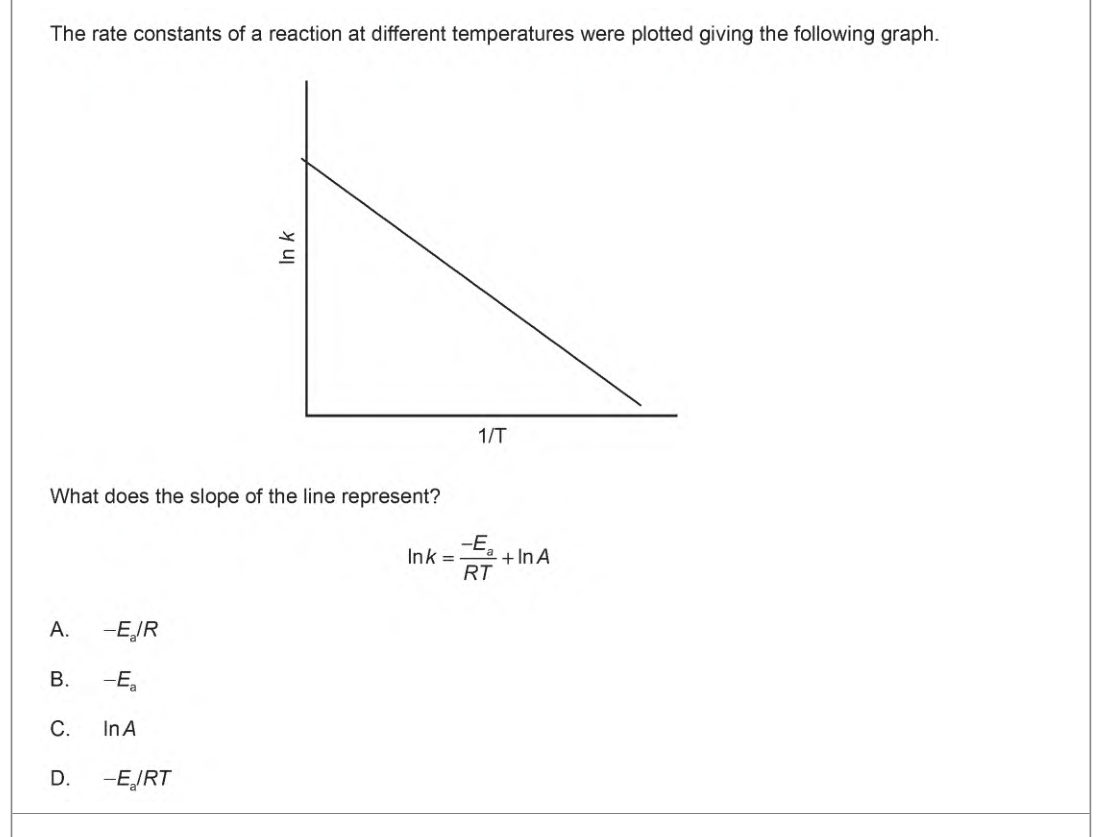 The rate constants of a reaction at different temperatures were plotted giving the following graph.
ln k
1/T
What does the slope of the line represent?
ln k = –Eₐ/RT + ln A
A. –Eₐ/R
B. –Eₐ
C. ln A
D. –Eₐ/RT